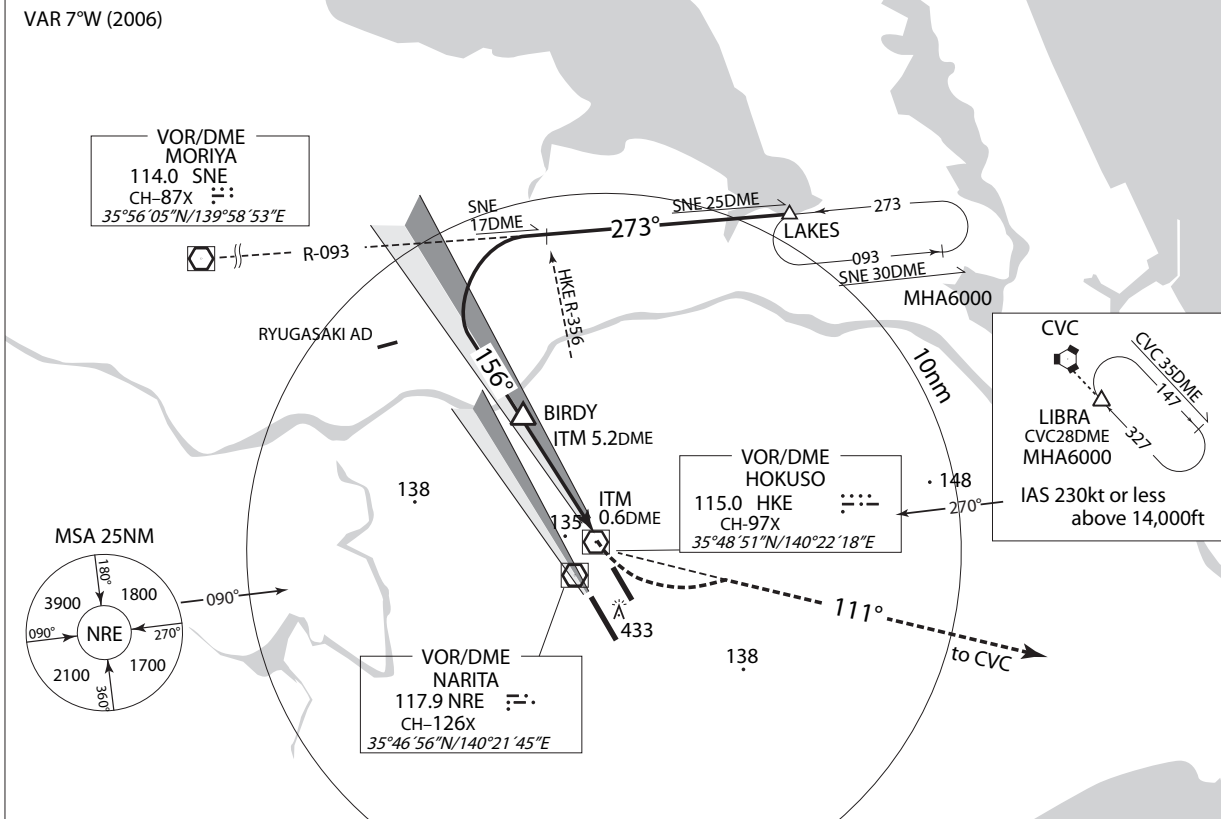 VAR 7°W (2006)
VOR/DME
MORIYA
114.0 SNE
CH–87X
35°56´05˝N/139°58´53˝E
R-093
SNE
17DME
SNE 25DME
273°
LAKES
273
093
SNE 30DME
MHA6000
HKE R-356
RYUGASAKI AD
156°
BIRDY
ITM 5.2DME
10nm
CVC
CVC 35DME
147
327
LIBRA
CVC28DME
MHA6000
IAS 230kt or less
above 14,000ft
VOR/DME
HOKUSO
115.0 HKE
CH-97X
35°48´51˝N/140°22´18˝E
148
270°
138
135
ITM
0.6DME
MSA 25NM
180°
3900
1800
090°
NRE
270°
2100
1700
360°
090°
433
111°
to CVC
138
VOR/DME
NARITA
117.9 NRE
CH–126X
35°46´56˝N/140°21´45˝E